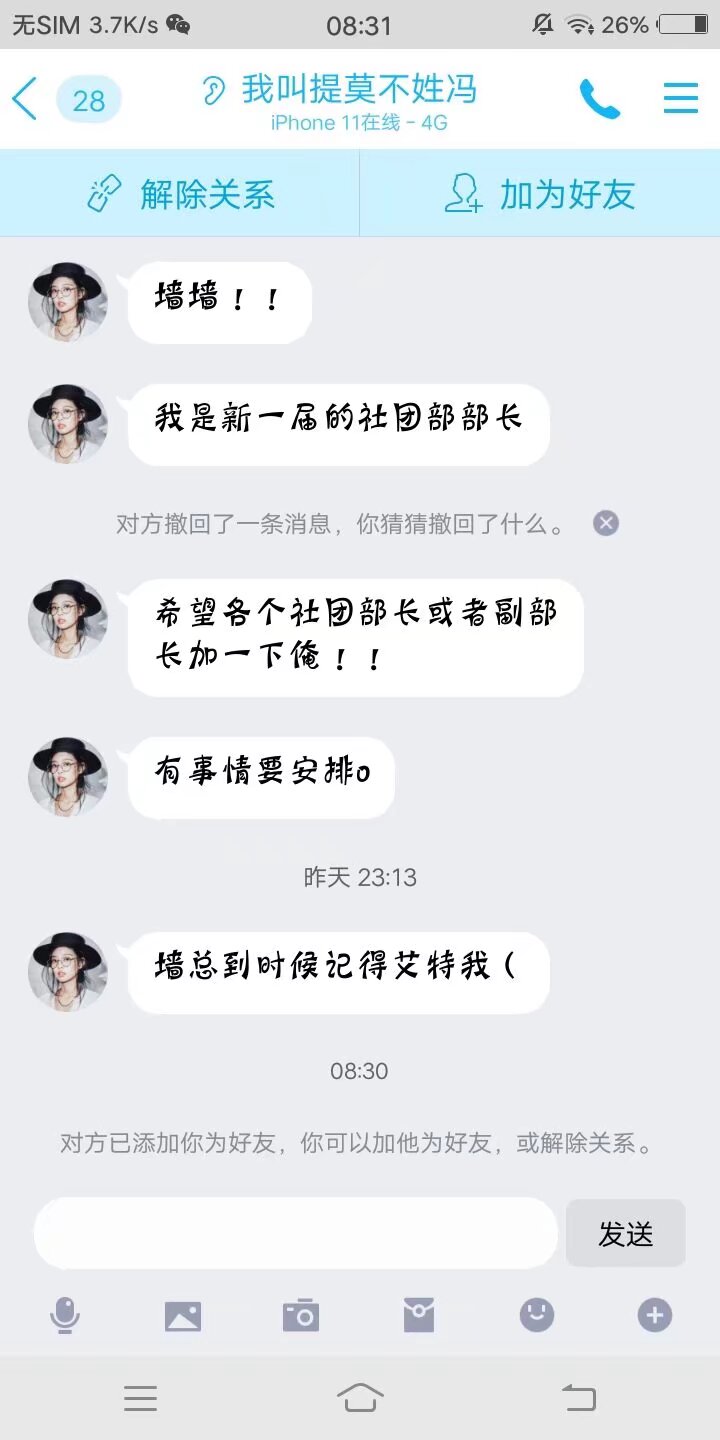 无SIM 3.7K/s 08:31 26%
28 我叫提莫不姓冯
iPhone 11在线 - 4G
解除关系 加为好友
墙墙！！
我是新一届的社团部部长
对方撤回了一条消息，你猜猜撤回了什么。
希望各个社团部长或者副部
长加一下俺！！
有事情要安排o
昨天 23:13
墙总到时候记得艾特我（
08:30
对方已添加你为好友，你可以加他为好友，或解除关系。
发送